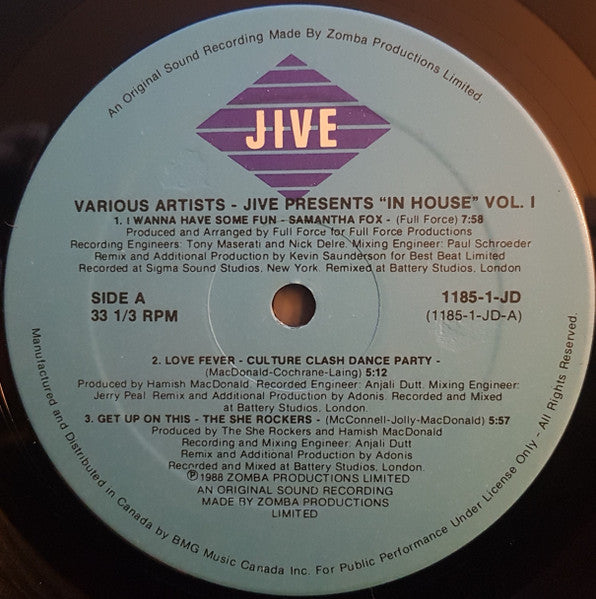 An Original Sound Recording Made By Zomba Productions Limited.
JIVE
VARIOUS ARTISTS - JIVE PRESENTS "IN HOUSE" VOL. I
1. I WANNA HAVE SOME FUN - SAMANTHA FOX - (Full Force) 7:58
Produced and Arranged by Full Force for Full Force Productions
Recording Engineers: Tony Maserati and Nick Delre. Mixing Engineer: Paul Schroeder
Remix and Additional Production by Kevin Saunderson for Best Beat Limited
Recorded at Sigma Sound Studios, New York. Remixed at Battery Studios, London
SIDE A
33 1/3 RPM
1185-1-JD
(1185-1-JD-A)
2. LOVE FEVER - CULTURE CLASH DANCE PARTY -
(MacDonald-Cochrane-Laing) 5:12
Produced by Hamish MacDonald. Recorded Engineer: Anjali Dutt. Mixing Engineer:
Jerry Peal Remix and Additional Production by Adonis. Recorded and Mixed
at Battery Studios, London.
3. GET UP ON THIS - THE SHE ROCKERS - (McConnell-Jolly-MacDonald) 5:57
Produced by The She Rockers and Hamish MacDonald
Recording and Mixing Engineer: Anjali Dutt
Remix and Additional Production by Adonis
Recorded and Mixed at Battery Studios, London.
℗1988 ZOMBA PRODUCTIONS LIMITED
AN ORIGINAL SOUND RECORDING
MADE BY ZOMBA PRODUCTIONS
LIMITED
Manufactured and Distributed in Canada by BMG Music Canada Inc. For Public Performance Under License Only - All Rights Reserved.